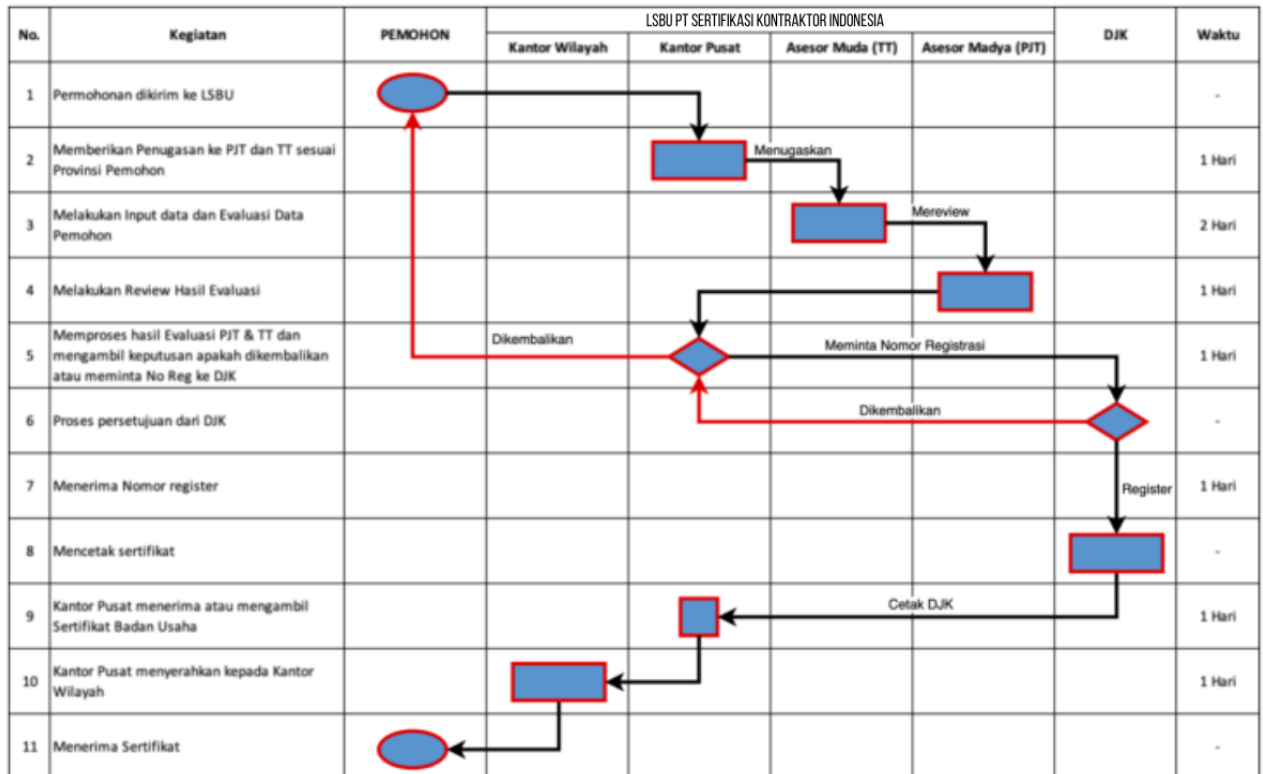 LSBU PT SERTIFIKASI KONTRAKTOR INDONESIA
No.
Kegiatan
PEMOHON
Kantor Wilayah
Kantor Pusat
Asesor Muda (TT)
Asesor Madya (PJT)
DJK
Waktu
1
Permohonan dikirim ke LSBU
-
2
Memberikan Penugasan ke PJT dan TT sesuai
Provinsi Pemohon
Menugaskan
1 Hari
3
Melakukan Input data dan Evaluasi Data
Pemohon
Mereview
2 Hari
4
Melakukan Review Hasil Evaluasi
1 Hari
5
Memproses hasil Evaluasi PJT & TT dan
mengambil keputusan apakah dikembalikan
atau meminta No Reg ke DJK
Dikembalikan
Meminta Nomor Registrasi
1 Hari
6
Proses persetujuan dari DJK
Dikembalikan
-
7
Menerima Nomor register
Register
1 Hari
8
Mencetak sertifikat
-
9
Kantor Pusat menerima atau mengambil
Sertifikat Badan Usaha
Cetak DJK
1 Hari
10
Kantor Pusat menyerahkan kepada Kantor
Wilayah
1 Hari
11
Menerima Sertifikat
-